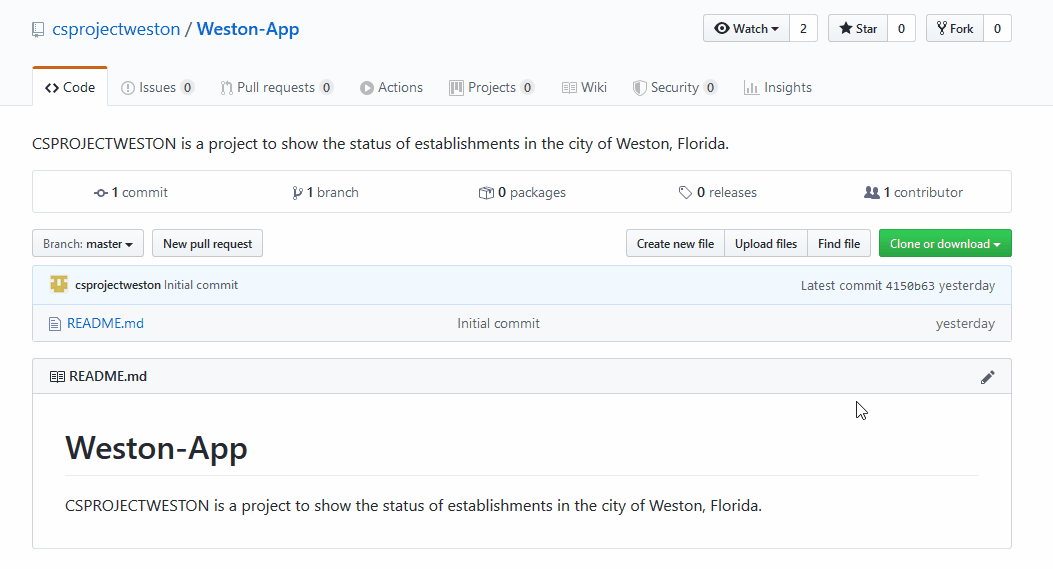 csprojectweston / Weston-App Watch 2 Star 0 Fork 0
Code Issues 0 Pull requests 0 Actions Projects 0 Wiki Security 0 Insights
CSPROJECTWESTON is a project to show the status of establishments in the city of Weston, Florida.
1 commit 1 branch 0 packages 0 releases 1 contributor
Branch: master New pull request Create new file Upload files Find file Clone or download
csprojectweston Initial commit Latest commit 4150b63 yesterday
README.md Initial commit yesterday
README.md
Weston-App
CSPROJECTWESTON is a project to show the status of establishments in the city of Weston, Florida.